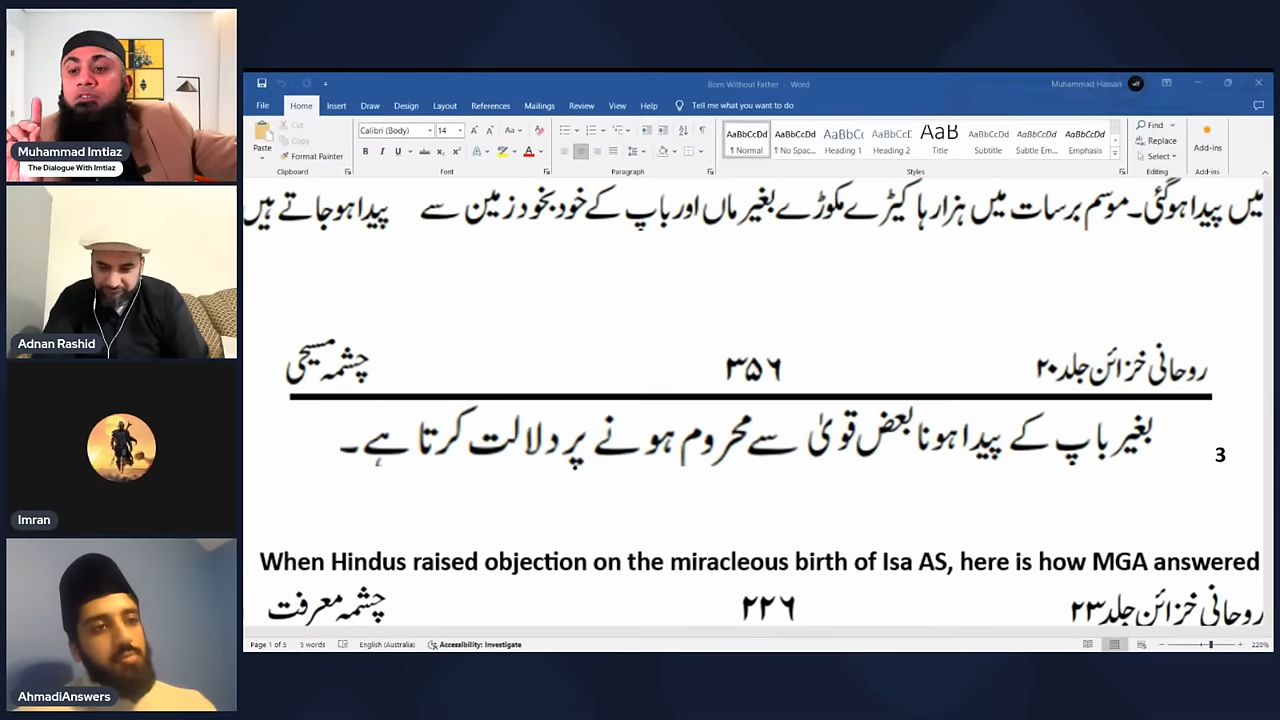 Muhammad Imtiaz
The Dialogue With Imtiaz
Adnan Rashid
Imran
AhmadiAnswers
Born Without Father - Word
Muhammad Hassan
File Home Insert Draw Design Layout References Mailings Review View Help Tell me what you want to do
Paste
Cut
Copy
Format Painter
Clipboard
Calibri (Body) 14
Font
Paragraph
AaBbCcDd AaBbCcDd AaBbCc AaBbCcC AaB AaBbCcDd AaBbCcDd AaBbCcDd
¶ Normal ¶ No Spac... Heading 1 Heading 2 Title Subtitle Subtle Em... Emphasis
Styles
Find
Replace
Select
Editing
Add-ins
Add-ins
میں پیدا ہوگئی۔ موسم برسات میں ہزارہا کیڑے مکوڑے بغیر ماں اور باپ کے خود بخود زمین سے پیدا ہوجاتے ہیں
روحانی خزائن جلد ۲۰ ۳۵۶ چشمہ مسیحی
بغیر باپ کے پیدا ہونا بعض قویٰ سے محروم ہونے پر دلالت کرتا ہے۔
3
When Hindus raised objection on the miracleous birth of Isa AS, here is how MGA answered
روحانی خزائن جلد ۲۳ ۲۲۶ چشمہ معرفت
Page 1 of 5 5 words English (Australia) Accessibility: Investigate 220%